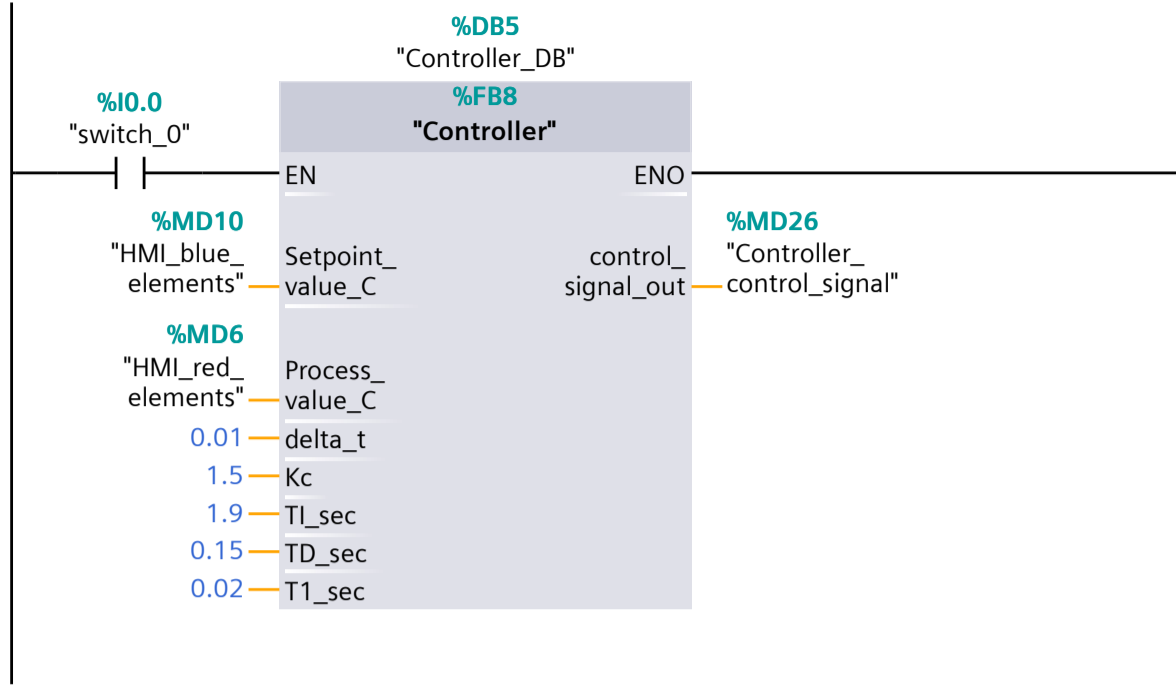 %DB5
"Controller_DB"
%I0.0
"switch_0"
%FB8
"Controller"
EN
ENO
%MD10
"HMI_blue_
elements"
Setpoint_
value_C
control_
signal_out
%MD26
"Controller_
control_signal"
%MD6
"HMI_red_
elements"
Process_
value_C
0.01 delta_t
1.5 Kc
1.9 TI_sec
0.15 TD_sec
0.02 T1_sec